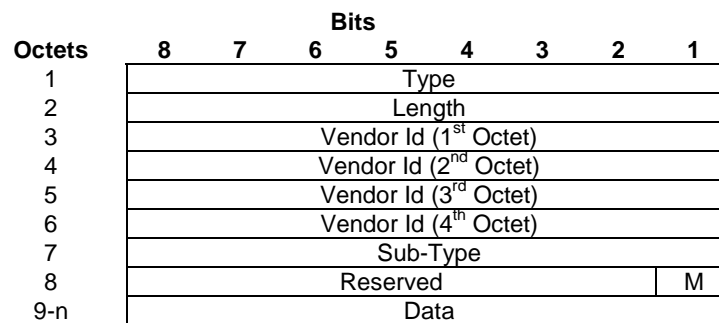 Bits
Octets 8 7 6 5 4 3 2 1
1 Type
2 Length
3 Vendor Id (1st Octet)
4 Vendor Id (2nd Octet)
5 Vendor Id (3rd Octet)
6 Vendor Id (4th Octet)
7 Sub-Type
8 Reserved M
9-n Data